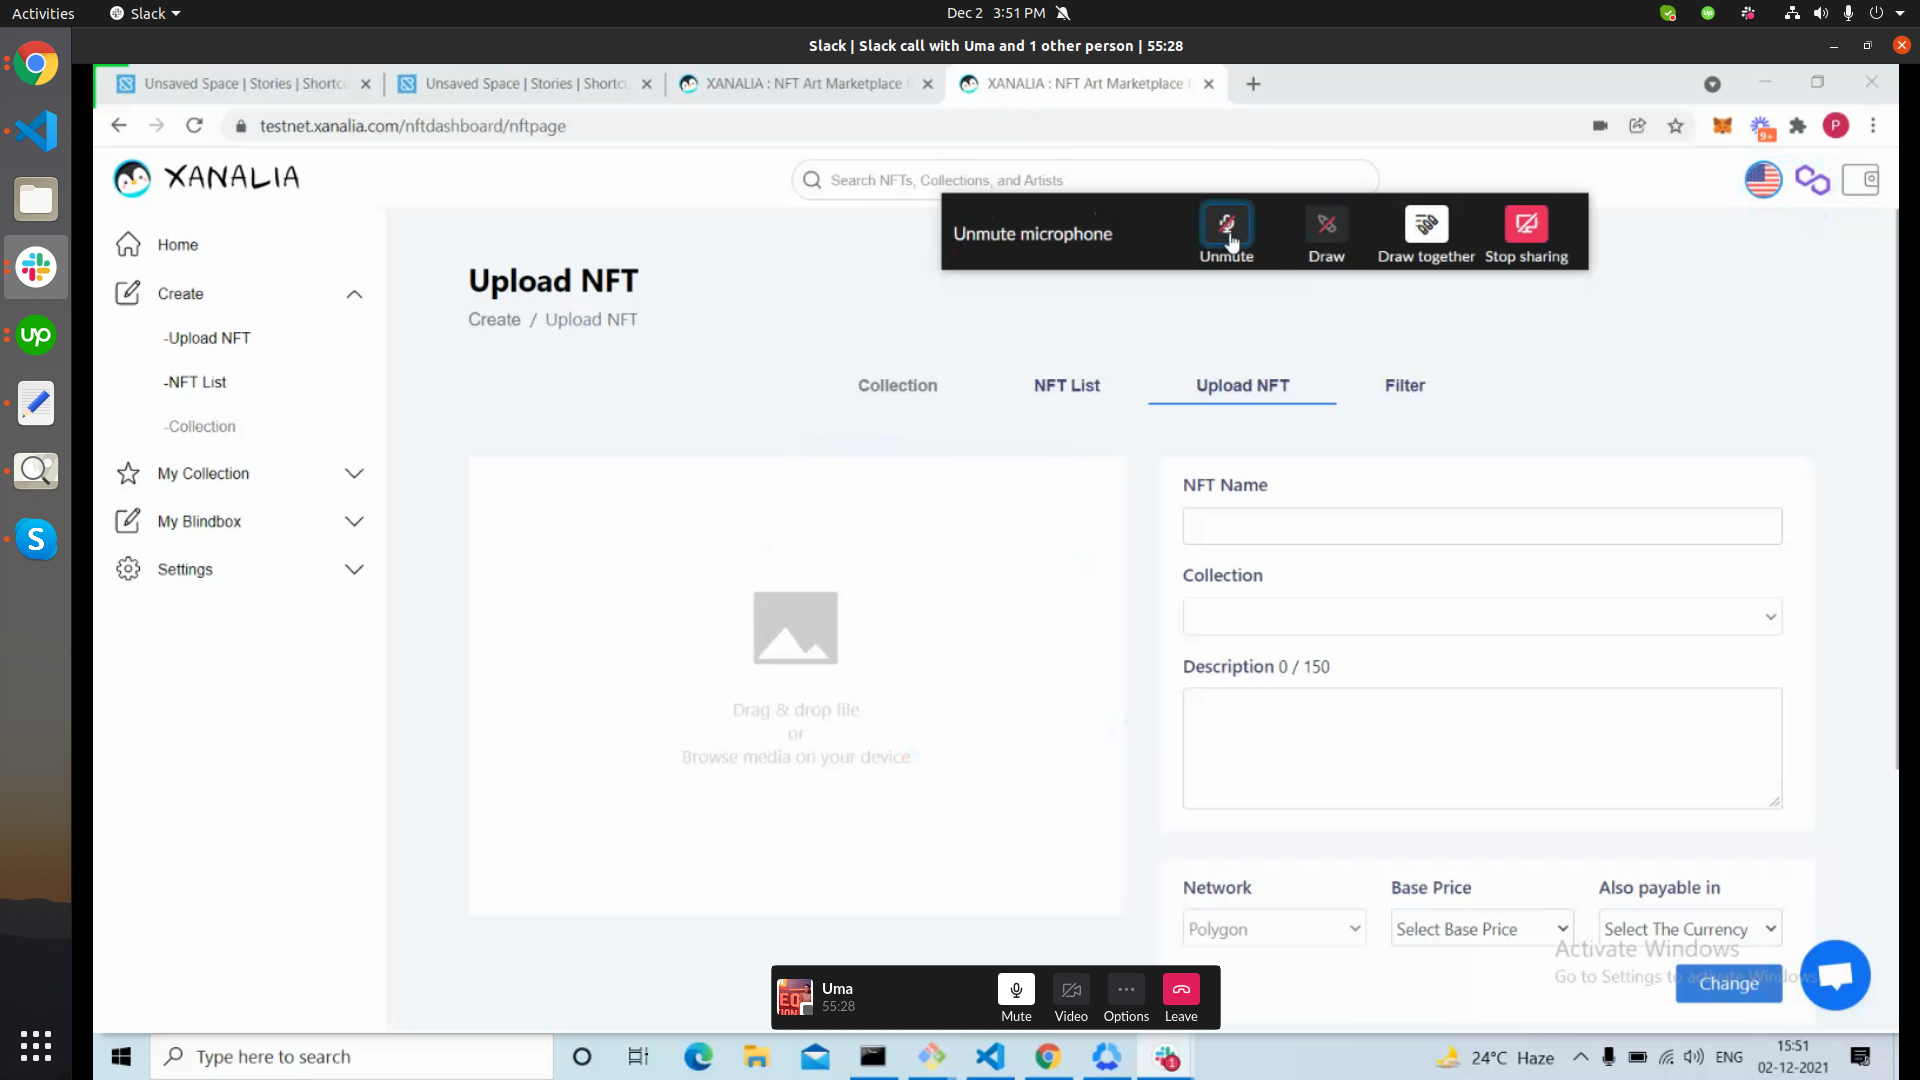 Activities
Slack
Dec 2 3:51 PM
Slack | Slack call with Uma and 1 other person | 55:28
Unsaved Space | Stories | Shortcu
Unsaved Space | Stories | Shortcu
XANALIA : NFT Art Marketplace f
XANALIA : NFT Art Marketplace f
testnet.xanalia.com/nftdashboard/nftpage
9+
P
XANALIA
Search NFTs, Collections, and Artists
Unmute microphone
Unmute
Draw
Draw together
Stop sharing
Home
Create
-Upload NFT
-NFT List
-Collection
My Collection
My Blindbox
Settings
Upload NFT
Create / Upload NFT
Collection
NFT List
Upload NFT
Filter
Drag & drop file
or
Browse media on your device
NFT Name
Collection
Description 0 / 150
Network
Base Price
Also payable in
Polygon
Select Base Price
Select The Currency
Activate Windows
Go to Settings to activate Windows
Change
Uma
55:28
Mute
Video
Options
Leave
up
S
Type here to search
1
24°C Haze
ENG
15:51
02-12-2021